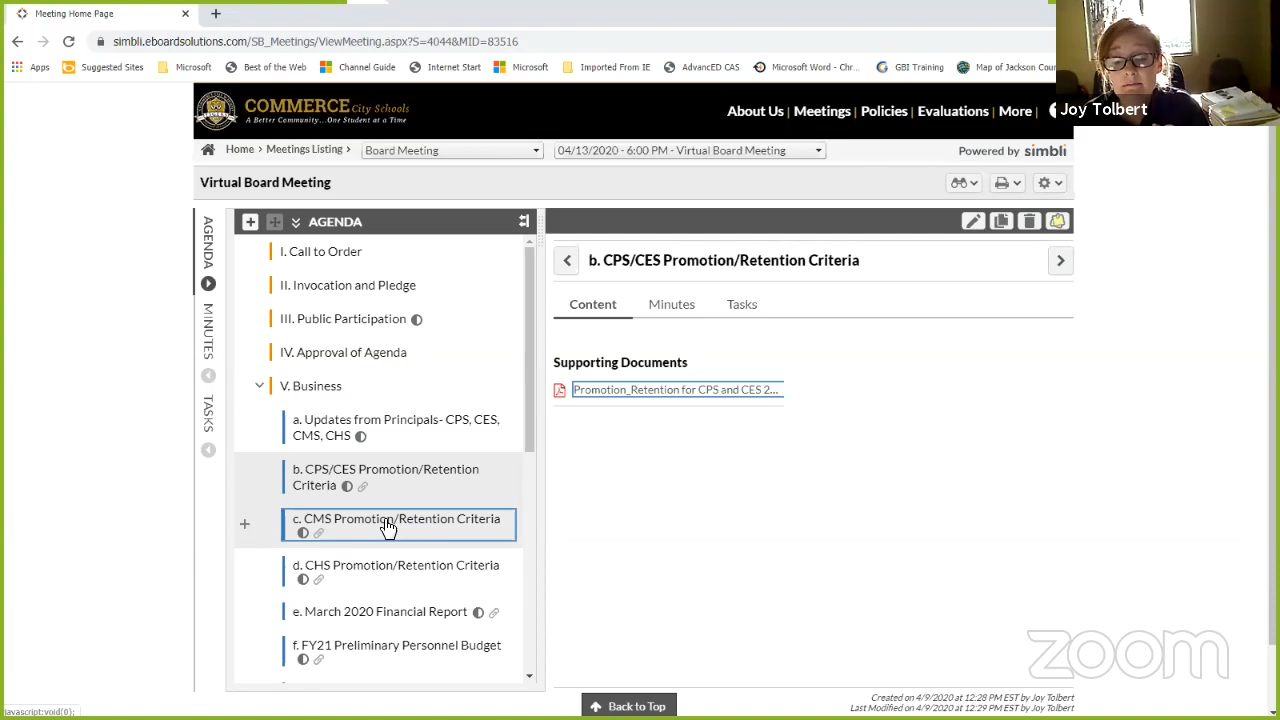 Meeting Home Page
simbli.eboardsolutions.com/SB_Meetings/ViewMeeting.aspx?S=4044&MID=83516
Apps Suggested Sites Microsoft Best of the Web Channel Guide Internet Start Microsoft Imported From IE AdvancED CAS Microsoft Word - Chr... GBI Training Map of Jackson Cou
Joy Tolbert
COMMERCE City Schools
A Better Community...One Student at a Time
About Us | Meetings | Policies | Evaluations | More |
Home > Meetings Listing > Board Meeting 04/13/2020 - 6:00 PM - Virtual Board Meeting Powered by simbli
Virtual Board Meeting
AGENDA
MINUTES
TASKS
AGENDA
I. Call to Order
II. Invocation and Pledge
III. Public Participation
IV. Approval of Agenda
V. Business
a. Updates from Principals- CPS, CES,
CMS, CHS
b. CPS/CES Promotion/Retention
Criteria
c. CMS Promotion/Retention Criteria
d. CHS Promotion/Retention Criteria
e. March 2020 Financial Report
f. FY21 Preliminary Personnel Budget
b. CPS/CES Promotion/Retention Criteria
Content Minutes Tasks
Supporting Documents
Promotion_Retention for CPS and CES 2...
zoom
Back to Top
Created on 4/9/2020 at 12:28 PM EST by Joy Tolbert
Last Modified on 4/9/2020 at 12:29 PM EST by Joy Tolbert
javascript:void(0);